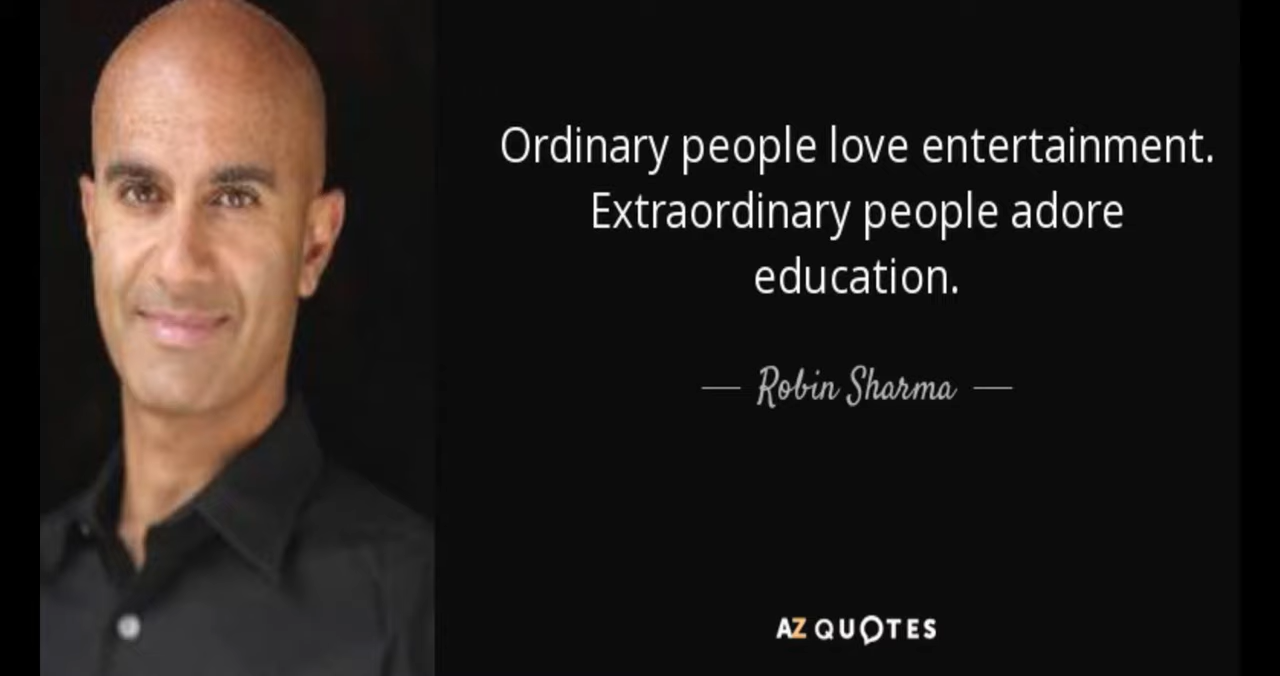 Ordinary people love entertainment.
Extraordinary people adore
education.
— Robin Sharma —
AZ QUOTES